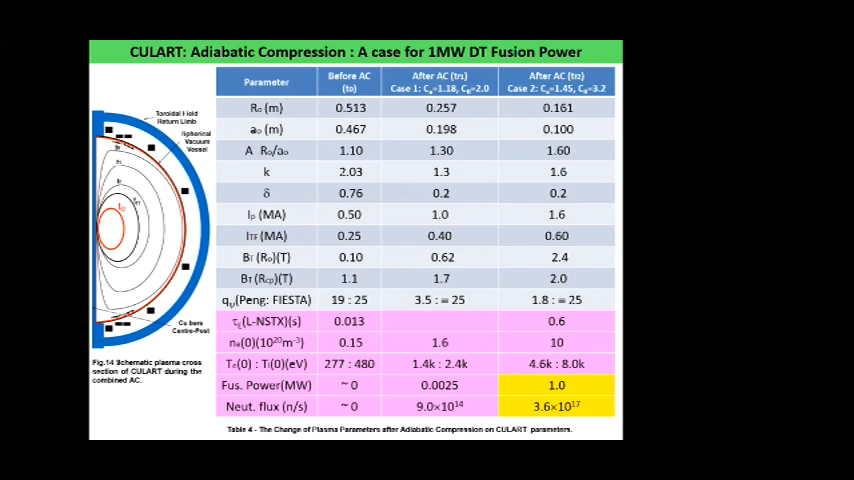 CULART: Adiabatic Compression : A case for 1MW DT Fusion Power
Toroidal Field
Return Limb
Spherical
Vacuum
Vessel
Cu bars
Centre-Post
Fig.14 Schematic plasma cross
section of CULART during the
combined AC.
Parameter Before AC (t0) After AC (tf1) Case 1: Ca=1.18, CR=2.0 After AC (tf2) Case 2: Ca=1.45, CR=3.2
Ro (m) 0.513 0.257 0.161
ao (m) 0.467 0.198 0.100
A Ro/ao 1.10 1.30 1.60
k 2.03 1.3 1.6
δ 0.76 0.2 0.2
Ip (MA) 0.50 1.0 1.6
ITF (MA) 0.25 0.40 0.60
BT (Ro)(T) 0.10 0.62 2.4
BT (Rcp)(T) 1.1 1.7 2.0
qψ(Peng: FIESTA) 19 : 25 3.5 : = 25 1.8 : = 25
τE(L-NSTX)(s) 0.013 0.6
ne(0)(10²⁰m⁻³) 0.15 1.6 10
Te(0) : Ti(0)(eV) 277 : 480 1.4k : 2.4k 4.6k : 8.0k
Fus. Power(MW) ~ 0 0.0025 1.0
Neut. flux (n/s) ~ 0 9.0×10¹⁴ 3.6×10¹⁷
Table 4 - The Change of Plasma Parameters after Adiabatic Compression on CULART parameters.